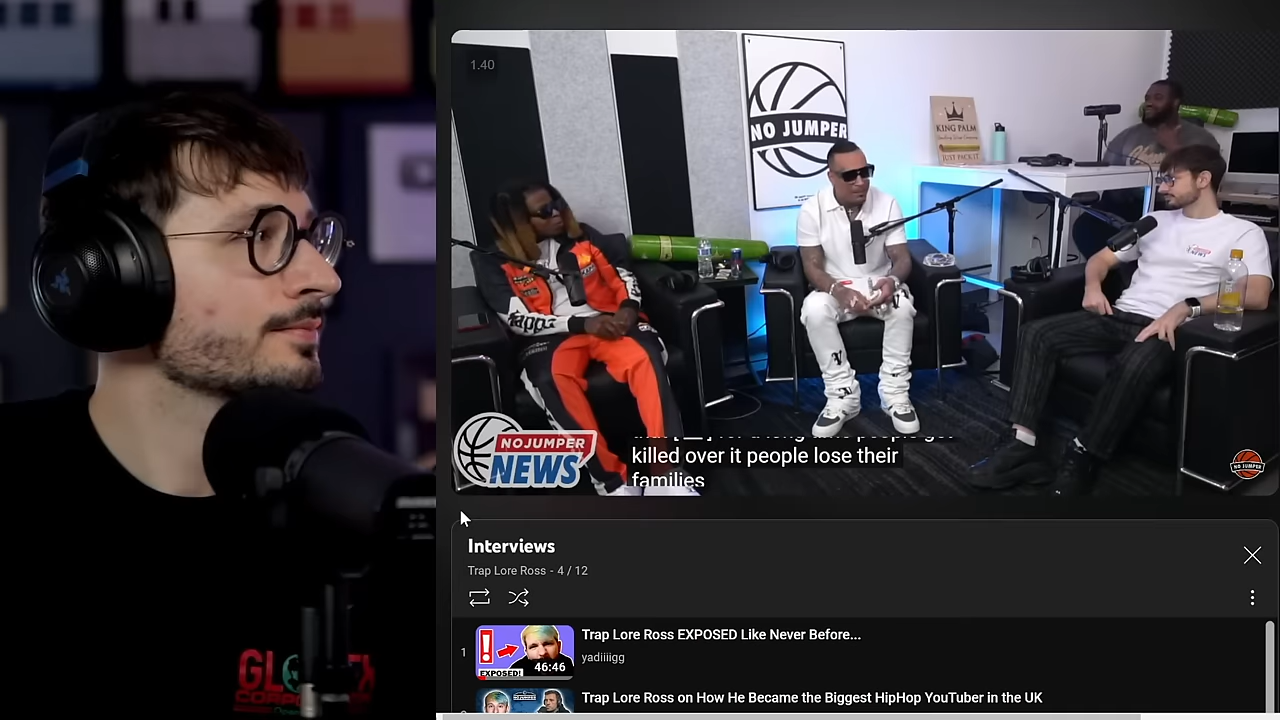 1.40
NO JUMPER
KING PALM
JUST PACK IT
NO JUMPER
NEWS
killed over it people lose their
families
Interviews
Trap Lore Ross - 4 / 12
1
Trap Lore Ross EXPOSED Like Never Before...
yadiiiigg
EXPOSED!
46:46
Trap Lore Ross on How He Became the Biggest HipHop YouTuber in the UK